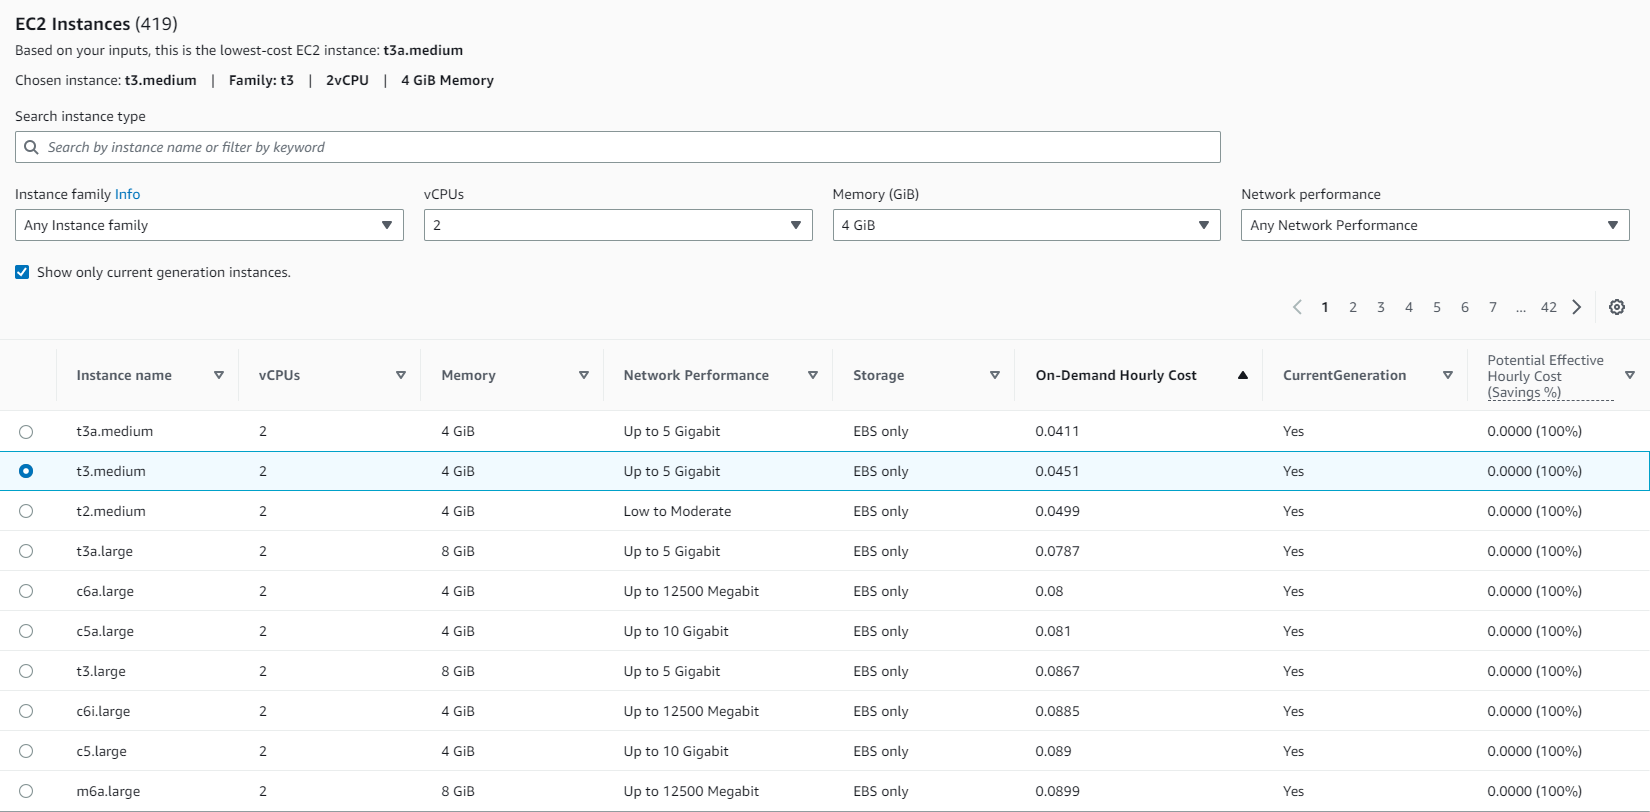 EC2 Instances (419)
Based on your inputs, this is the lowest-cost EC2 instance: t3a.medium
Chosen instance: t3.medium | Family: t3 | 2vCPU | 4 GiB Memory
Search instance type
Search by instance name or filter by keyword
Instance family Info vCPUs Memory (GiB) Network performance
Any Instance family 2 4 GiB Any Network Performance
Show only current generation instances.
1 2 3 4 5 6 7 ... 42
Instance name vCPUs Memory Network Performance Storage On-Demand Hourly Cost CurrentGeneration Potential Effective
Hourly Cost
(Savings %)
t3a.medium 2 4 GiB Up to 5 Gigabit EBS only 0.0411 Yes 0.0000 (100%)
t3.medium 2 4 GiB Up to 5 Gigabit EBS only 0.0451 Yes 0.0000 (100%)
t2.medium 2 4 GiB Low to Moderate EBS only 0.0499 Yes 0.0000 (100%)
t3a.large 2 8 GiB Up to 5 Gigabit EBS only 0.0787 Yes 0.0000 (100%)
c6a.large 2 4 GiB Up to 12500 Megabit EBS only 0.08 Yes 0.0000 (100%)
c5a.large 2 4 GiB Up to 10 Gigabit EBS only 0.081 Yes 0.0000 (100%)
t3.large 2 8 GiB Up to 5 Gigabit EBS only 0.0867 Yes 0.0000 (100%)
c6i.large 2 4 GiB Up to 12500 Megabit EBS only 0.0885 Yes 0.0000 (100%)
c5.large 2 4 GiB Up to 10 Gigabit EBS only 0.089 Yes 0.0000 (100%)
m6a.large 2 8 GiB Up to 12500 Megabit EBS only 0.0899 Yes 0.0000 (100%)